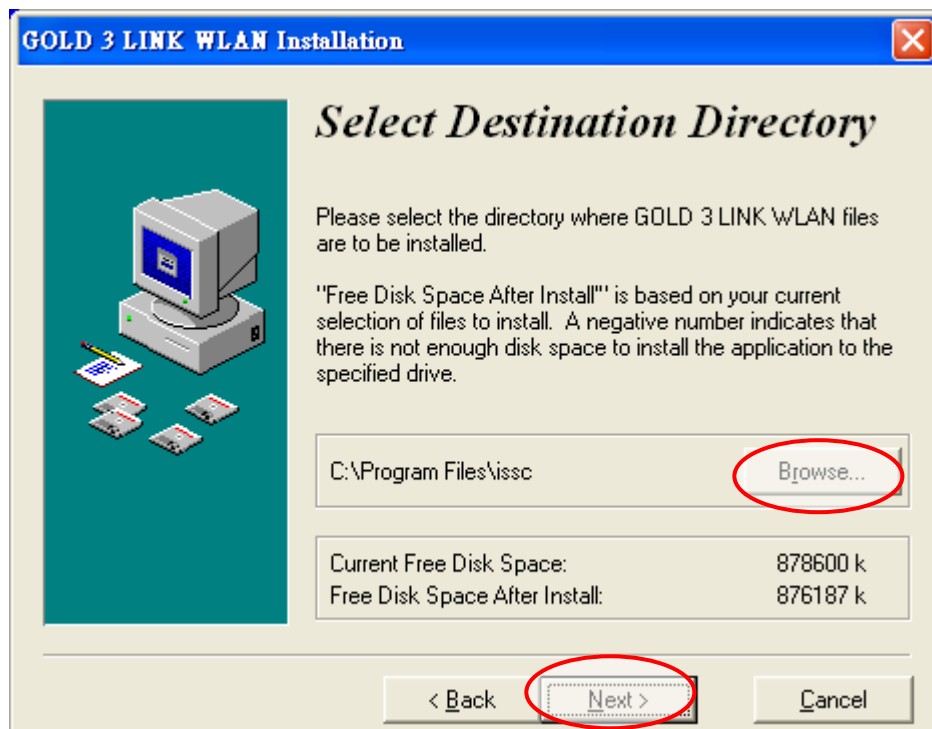 GOLD 3 LINK WLAN Installation
Select Destination Directory
Please select the directory where GOLD 3 LINK WLAN files
are to be installed.
"Free Disk Space After Install"' is based on your current
selection of files to install. A negative number indicates that
there is not enough disk space to install the application to the
specified drive.
C:\Program Files\issc
Browse...
Current Free Disk Space: 878600 k
Free Disk Space After Install: 876187 k
< Back Next > Cancel